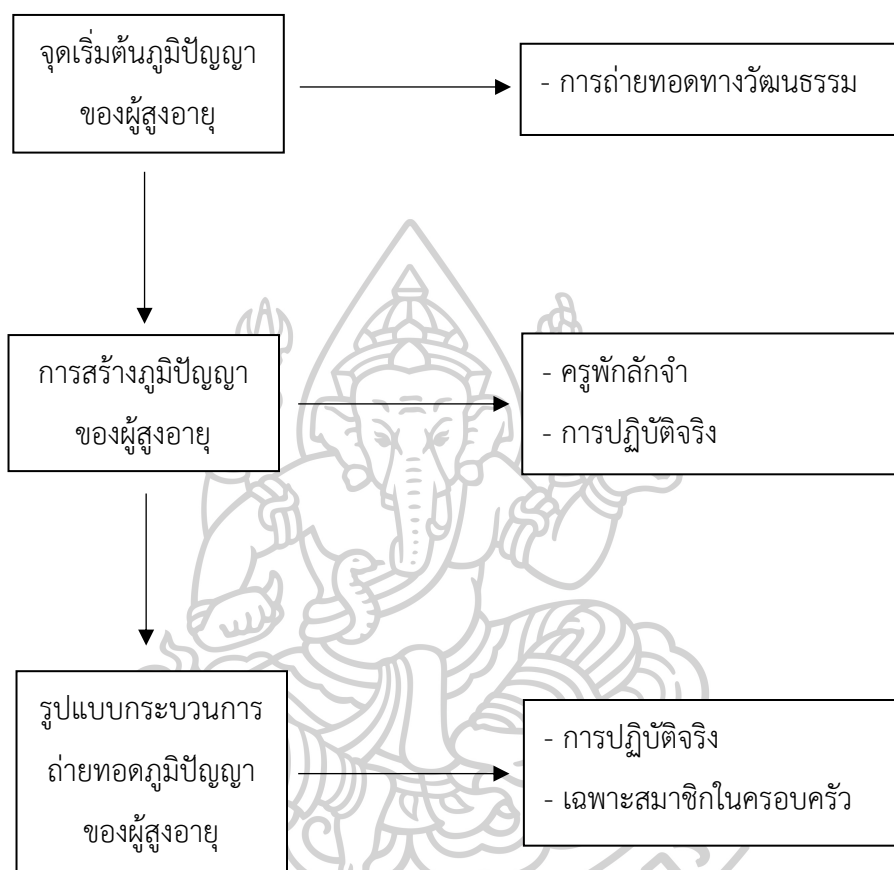 จุดเริ่มต้นภูมิปัญญา
ของผู้สูงอายุ
- การถ่ายทอดทางวัฒนธรรม
การสร้างภูมิปัญญา
ของผู้สูงอายุ
- ครูพักลักจำ
- การปฏิบัติจริง
รูปแบบกระบวนการ
ถ่ายทอดภูมิปัญญา
ของผู้สูงอายุ
- การปฏิบัติจริง
- เฉพาะสมาชิกในครอบครัว